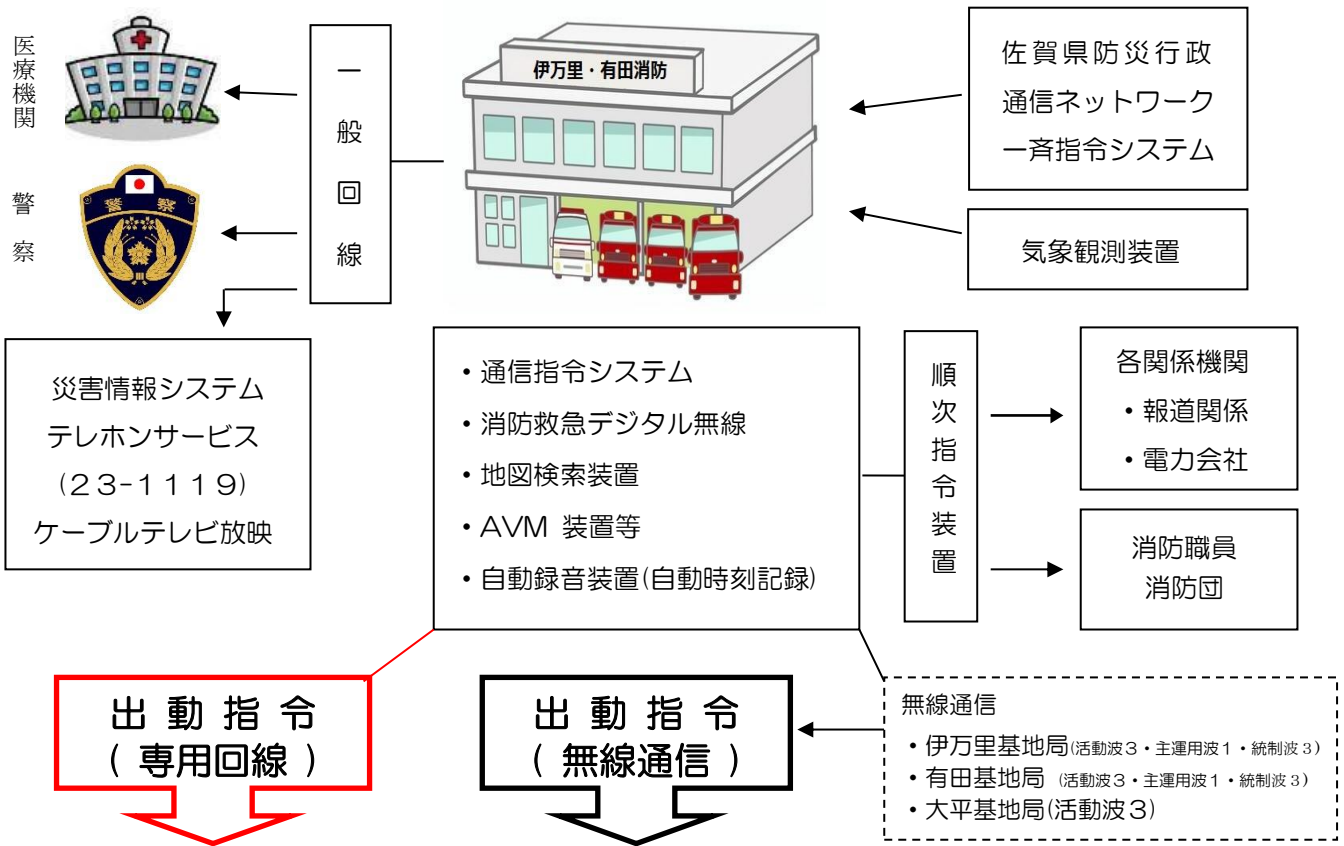 医療機関
警察
警察
一般回線
伊万里・有田消防
佐賀県防災行政
通信ネットワーク
一斉指令システム
気象観測装置
災害情報システム
テレホンサービス
(２３-１１１９)
ケーブルテレビ放映
・通信指令システム
・消防救急デジタル無線
・地図検索装置
・AVM 装置等
・自動録音装置(自動時刻記録)
順次指令装置
各関係機関
・報道関係
・電力会社
消防職員
消防団
出 動 指 令
( 専用回線 )
出 動 指 令
( 無線通信 )
無線通信
・伊万里基地局(活動波３・主運用波１・統制波３)
・有田基地局 (活動波３・主運用波１・統制波３)
・大平基地局(活動波３)